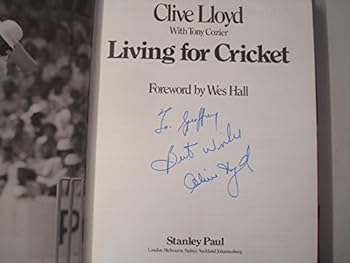 Clive Lloyd
With Tony Cozier
Living for Cricket
Foreword by Wes Hall
To
Best Wishes
Clive Lloyd
Stanley Paul
London Melbourne Sydney Auckland Johannesburg